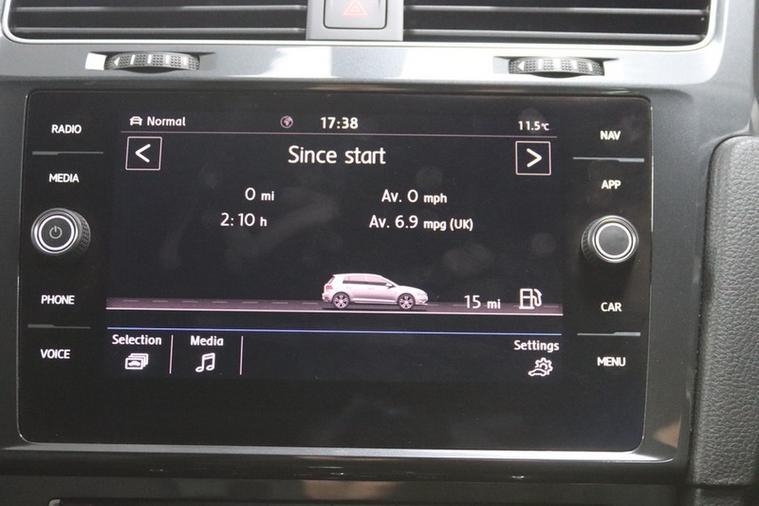 RADIO
MEDIA
PHONE
VOICE
Normal 17:38 11.5°C
< Since start >
0 mi Av. 0 mph
2:10 h Av. 6.9 mpg (UK)
15 mi
Selection Media Settings
NAV
APP
CAR
MENU